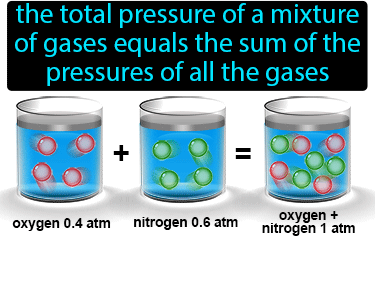 the total pressure of a mixture
of gases equals the sum of the
pressures of all the gases
+
=
oxygen 0.4 atm
nitrogen 0.6 atm
oxygen +
nitrogen 1 atm